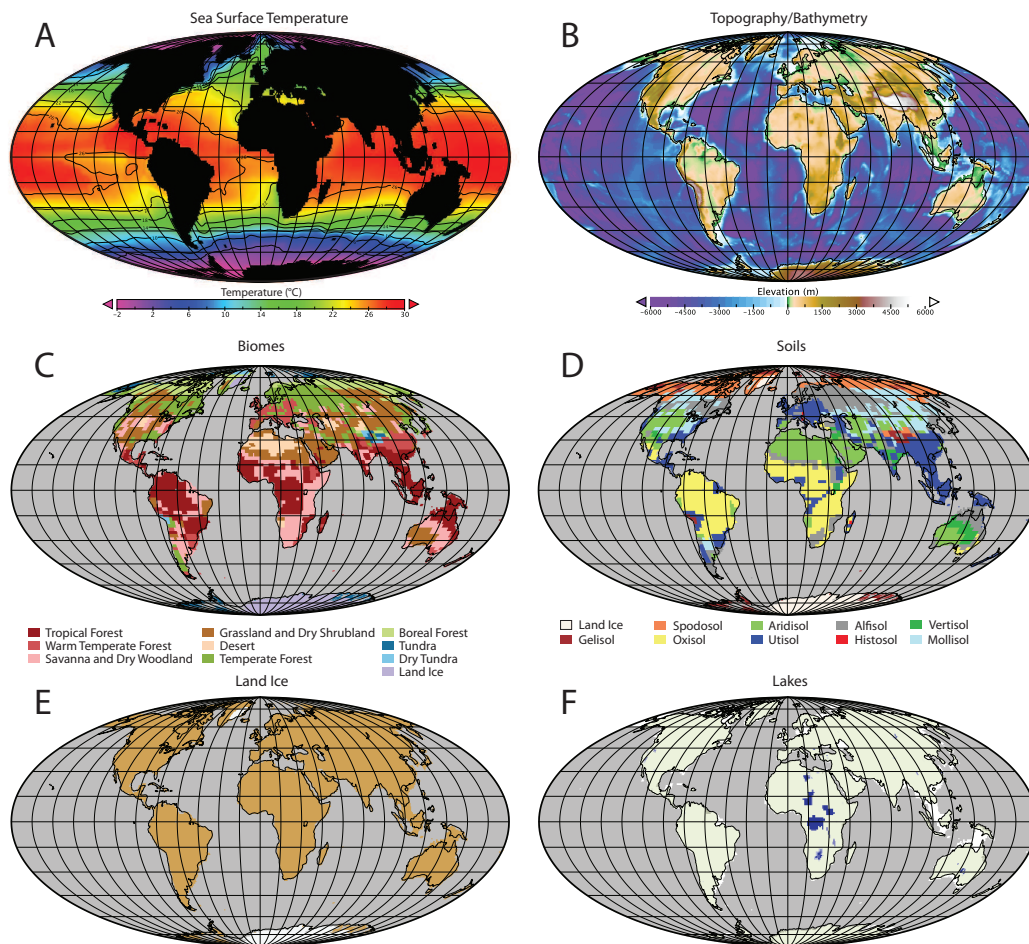 Sea Surface Temperature
Topography/Bathymetry
A
B
Temperature (°C)
-2 2 6 10 14 18 22 26 30
Elevation (m)
-6000 -4500 -3000 -1500 0 1500 3000 4500 6000
Biomes
Soils
C
D
Tropical Forest
Warm Temperate Forest
Savanna and Dry Woodland
Grassland and Dry Shrubland
Desert
Temperate Forest
Boreal Forest
Tundra
Dry Tundra
Land Ice
Land Ice
Gelisol
Spodosol
Oxisol
Aridisol
Utisol
Alfisol
Histosol
Vertisol
Mollisol
Land Ice
Lakes
E
F